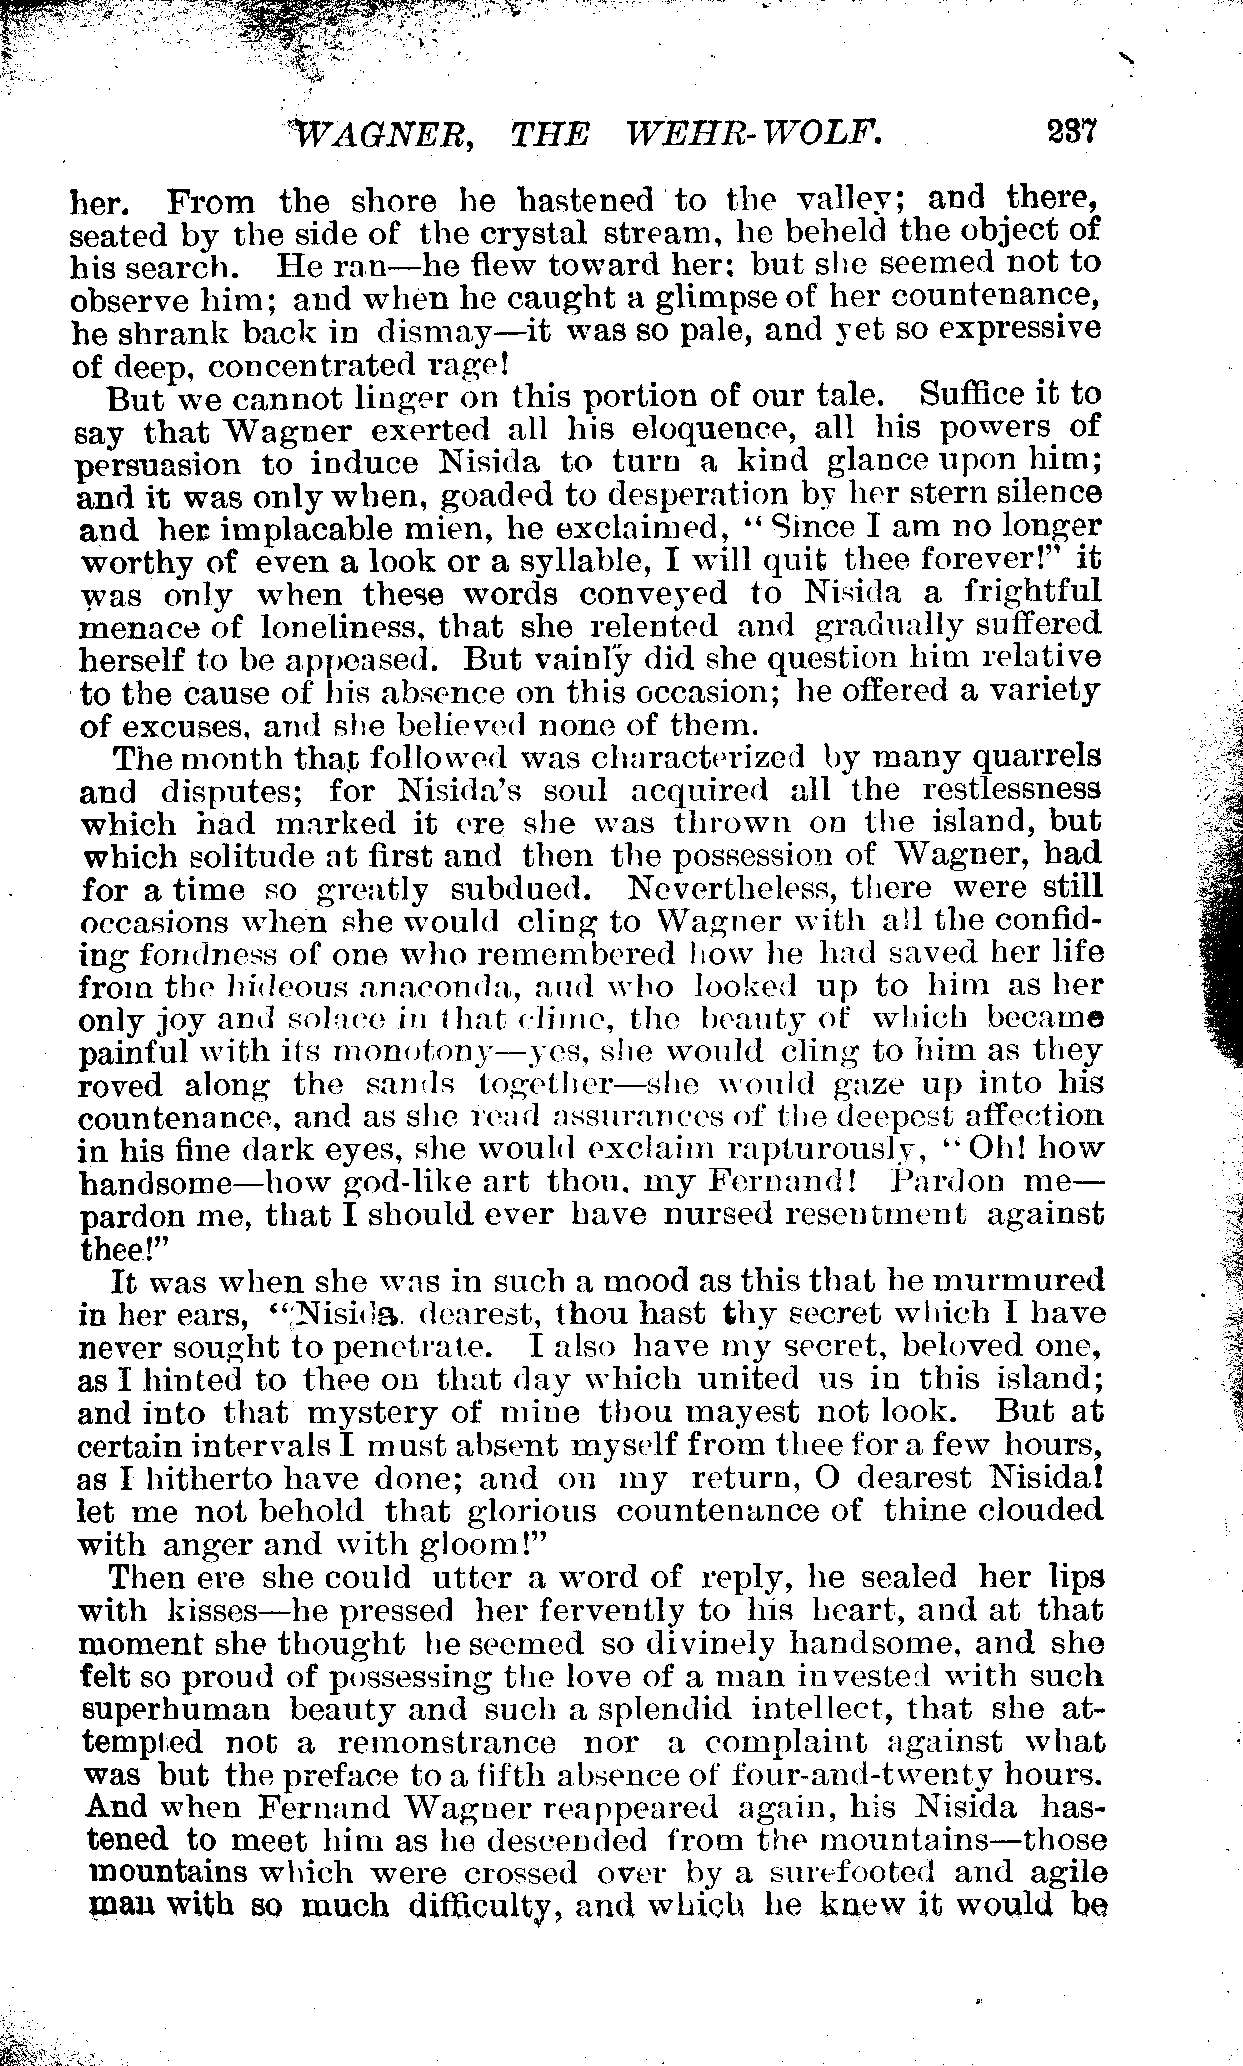 WAGNER, THE WEHR-WOLF. 237
her. From the shore he hastened to the valley; and there,
seated by the side of the crystal stream, he beheld the object of
his search. He ran—he flew toward her; but she seemed not to
observe him; and when he caught a glimpse of her countenance,
he shrank back in dismay—it was so pale, and yet so expressive
of deep, concentrated rage!
But we cannot linger on this portion of our tale. Suffice it to
say that Wagner exerted all his eloquence, all his powers of
persuasion to induce Nisida to turn a kind glance upon him;
and it was only when, goaded to desperation by her stern silence
and her implacable mien, he exclaimed, "Since I am no longer
worthy of even a look or a syllable, I will quit thee forever!" it
was only when these words conveyed to Nisida a frightful
menace of loneliness, that she relented and gradually suffered
herself to be appeased. But vainly did she question him relative
to the cause of his absence on this occasion; he offered a variety
of excuses, and she believed none of them.
The month that followed was characterized by many quarrels
and disputes; for Nisida's soul acquired all the restlessness
which had marked it ere she was thrown on the island, but
which solitude at first and then the possession of Wagner, had
for a time so greatly subdued. Nevertheless, there were still
occasions when she would cling to Wagner with all the confid-
ing fondness of one who remembered how he had saved her life
from the hideous anaconda, and who looked up to him as her
only joy and solace in that clime, the beauty of which became
painful with its monotony—yes, she would cling to him as they
roved along the sands together—she would gaze up into his
countenance, and as she read assurances of the deepest affection
in his fine dark eyes, she would exclaim rapturously, "Oh! how
handsome—how god-like art thou, my Fernand! Pardon me—
pardon me, that I should ever have nursed resentment against
thee!"
It was when she was in such a mood as this that he murmured
in her ears, "Nisida, dearest, thou hast thy secret which I have
never sought to penetrate. I also have my secret, beloved one,
as I hinted to thee on that day which united us in this island;
and into that mystery of mine thou mayest not look. But at
certain intervals I must absent myself from thee for a few hours,
as I hitherto have done; and on my return, O dearest Nisida!
let me not behold that glorious countenance of thine clouded
with anger and with gloom!"
Then ere she could utter a word of reply, he sealed her lips
with kisses—he pressed her fervently to his heart, and at that
moment she thought he seemed so divinely handsome, and she
felt so proud of possessing the love of a man invested with such
superhuman beauty and such a splendid intellect, that she at-
tempted not a remonstrance nor a complaint against what
was but the preface to a fifth absence of four-and-twenty hours.
And when Fernand Wagner reappeared again, his Nisida has-
tened to meet him as he descended from the mountains—those
mountains which were crossed over by a surefooted and agile
man with so much difficulty, and which he knew it would be